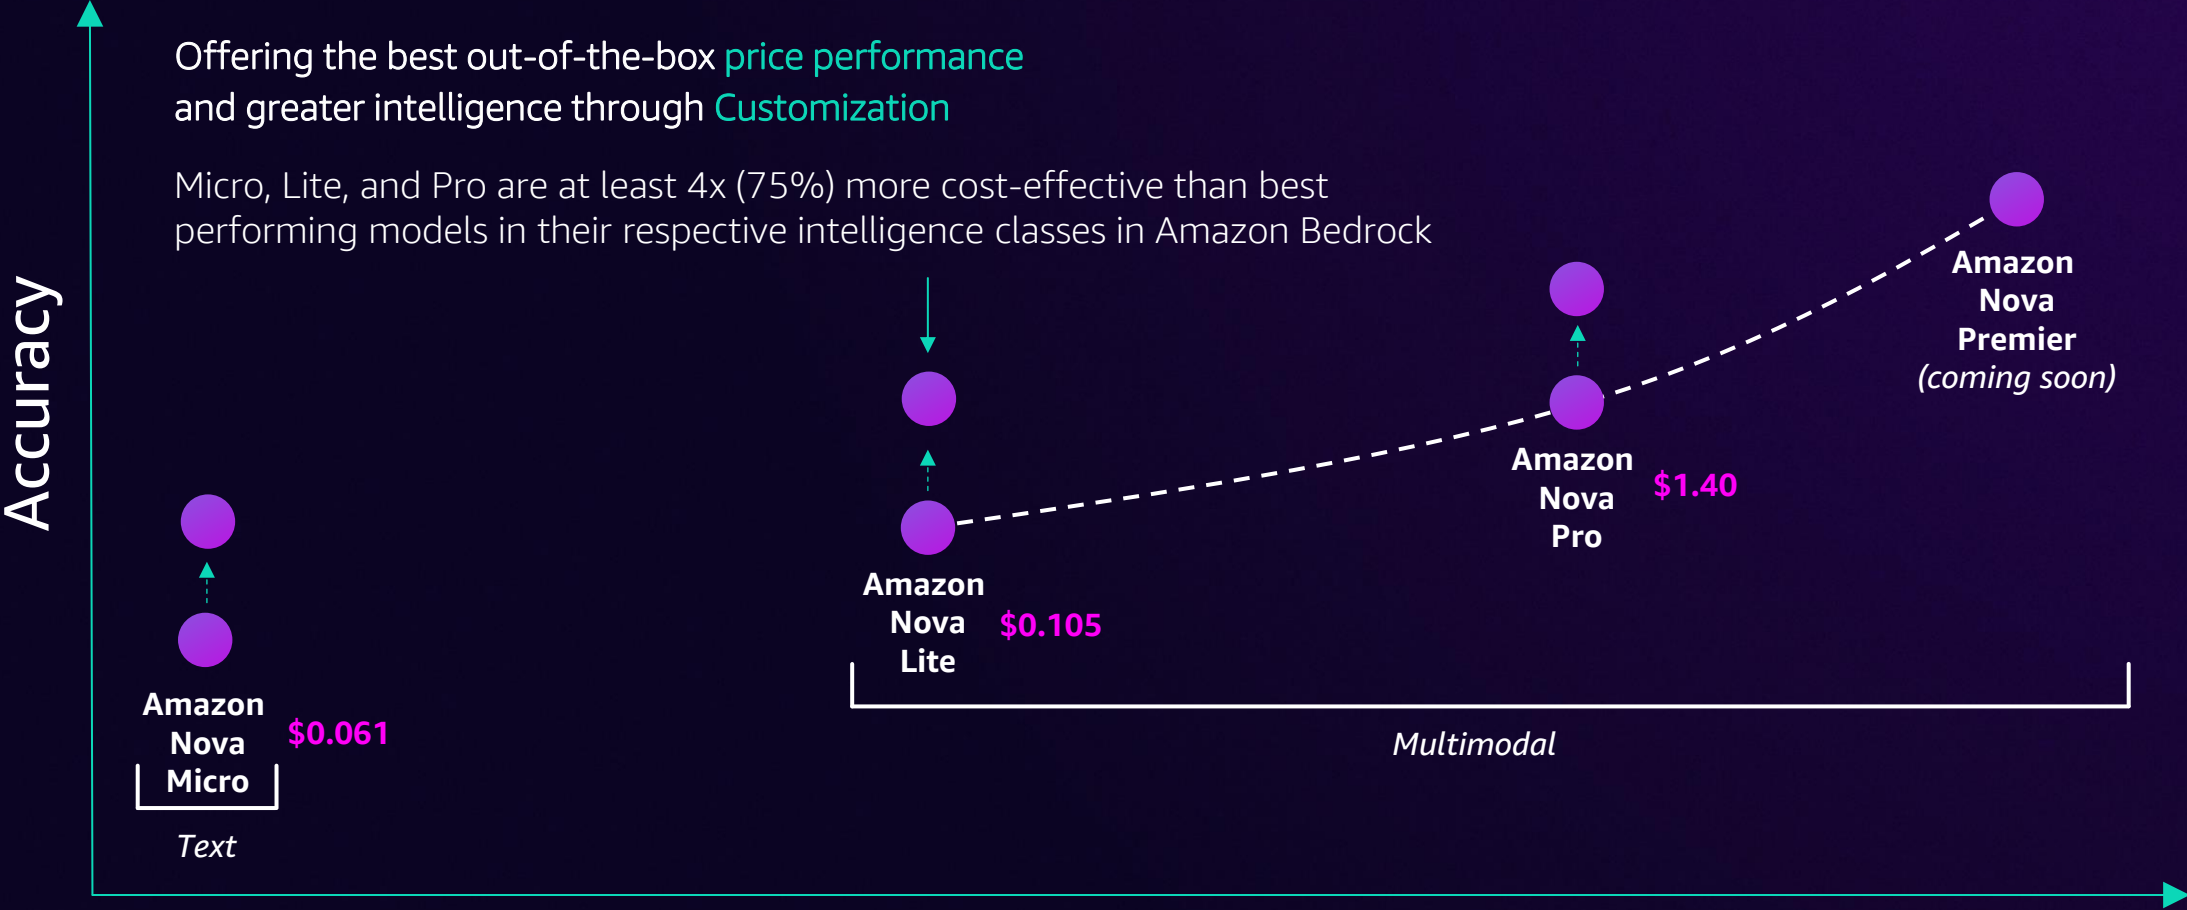 Offering the best out-of-the-box price performance
and greater intelligence through Customization
Micro, Lite, and Pro are at least 4x (75%) more cost-effective than best
performing models in their respective intelligence classes in Amazon Bedrock
Accuracy
Amazon
Nova
Micro
$0.061
Text
Amazon
Nova
Lite
$0.105
Amazon
Nova
Pro
$1.40
Amazon
Nova
Premier
(coming soon)
Multimodal